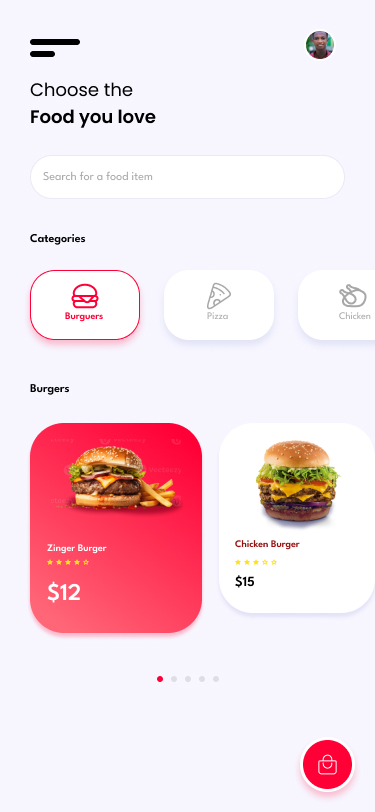 Choose the
Food you love
Search for a food item
Categories
Burguers
Pizza
Chicken
Burgers
Zinger Burger
$12
Chicken Burger
$15